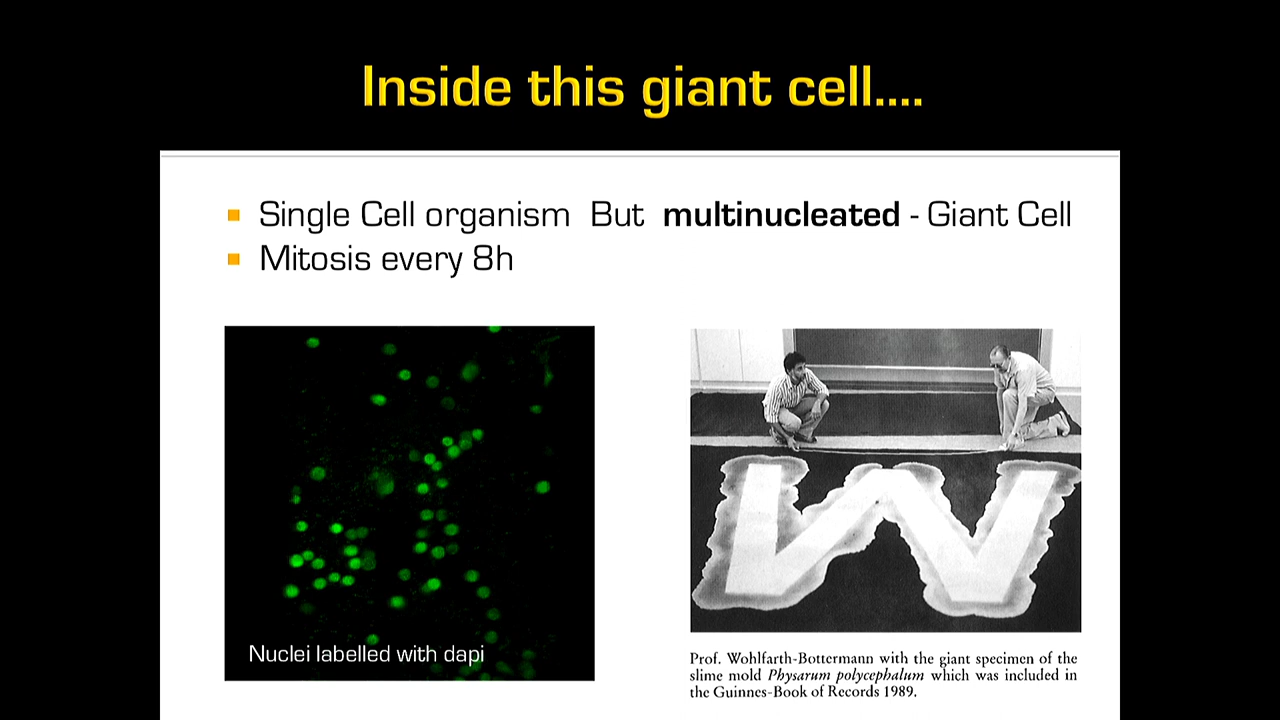 Inside this giant cell....
Single Cell organism But multinucleated - Giant Cell
Mitosis every 8h
Nuclei labelled with dapi
Prof. Wohlfarth-Bottermann with the giant specimen of the
slime mold Physarum polycephalum which was included in
the Guinnes-Book of Records 1989.